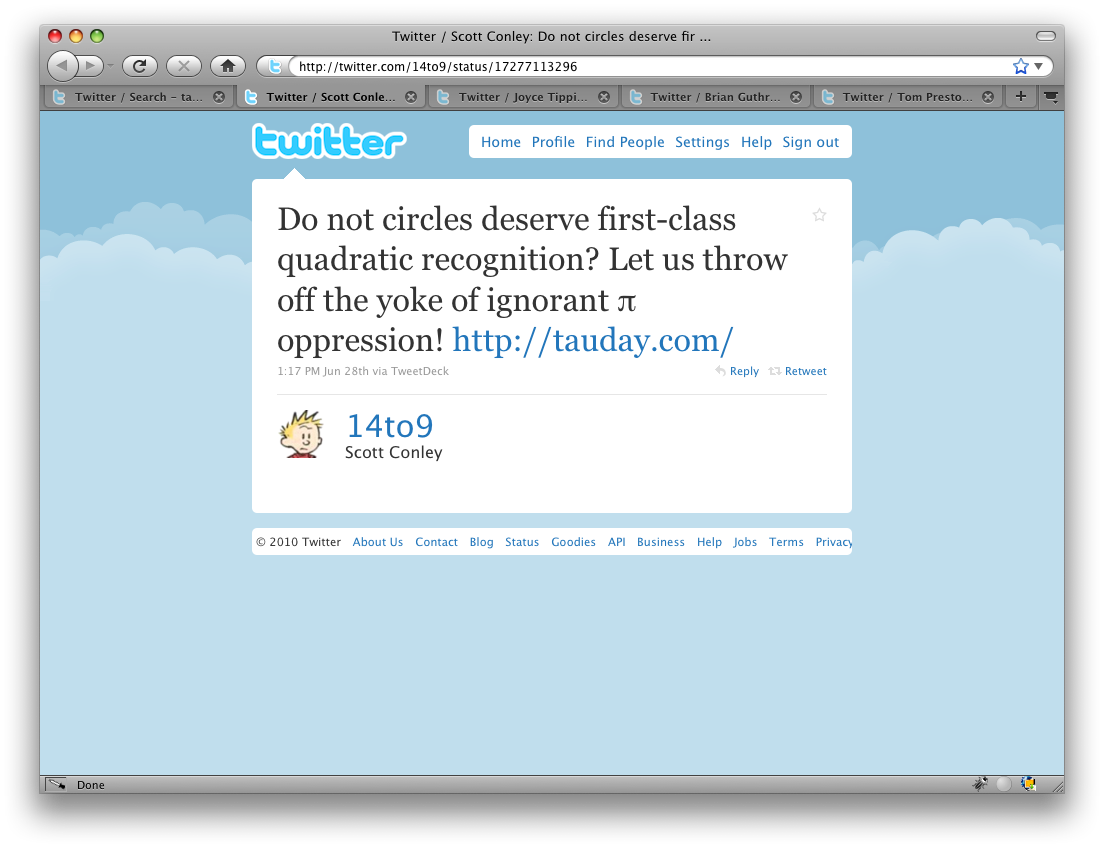 Twitter / Scott Conley: Do not circles deserve fir ...
http://twitter.com/14to9/status/17277113296
Twitter / Search – ta... Twitter / Scott Conle... Twitter / Joyce Tippi... Twitter / Brian Guthr... Twitter / Tom Presto...
twitter
Home Profile Find People Settings Help Sign out
Do not circles deserve first-class
quadratic recognition? Let us throw
off the yoke of ignorant π
oppression! http://tauday.com/
1:17 PM Jun 28th via TweetDeck Reply Retweet
14to9
Scott Conley
© 2010 Twitter About Us Contact Blog Status Goodies API Business Help Jobs Terms Privacy
Done